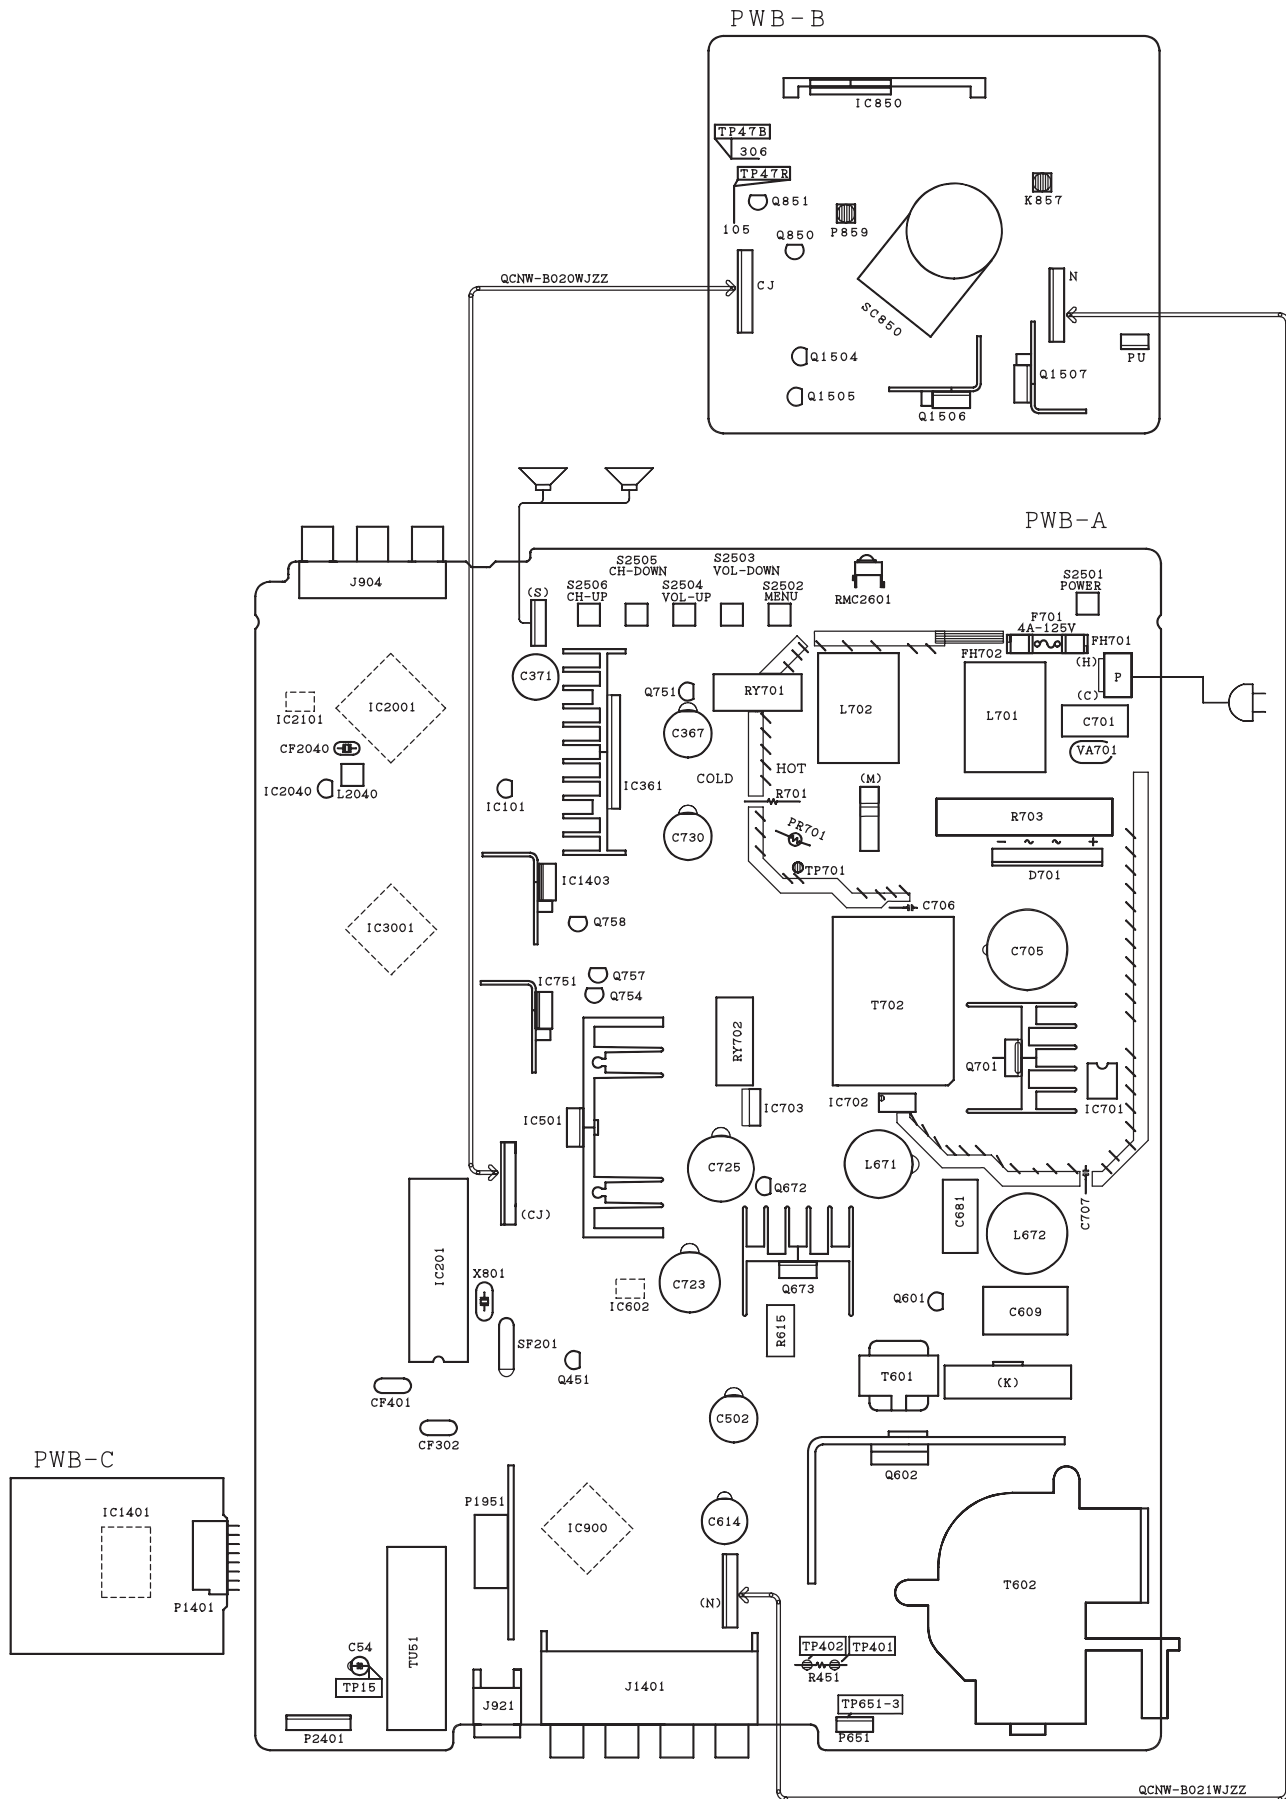 PWB-B
IC850
TP47B
306
TP47R
K857
Q851
P859
105
Q850
QCNW-B020WJZZ
CJ
N
SC850
Q1504
PU
Q1507
Q1505
Q1506
PWB-A
S2505
CH-DOWN
S2503
VOL-DOWN
J904
S2506
CH-UP
S2504
VOL-UP
S2502
MENU
RMC2601
S2501
POWER
(S)
F701
4A-125V
FH701
FH702
(H)
P
(C)
C371
Q751
RY701
L702
L701
C701
IC2101
IC2001
C367
VA701
CF2040
COLD
HOT
IC2040
L2040
IC101
IC361
(M)
R701
PR701
R703
C730
- ~ ~ +
TP701
D701
IC1403
C706
IC3001
Q758
C705
IC751
Q757
Q754
T702
RY702
Q701
IC702
IC703
IC701
IC501
C725
L671
Q672
C707
(CJ)
C681
L672
IC201
X801
C723
IC602
Q673
Q601
C609
R615
SF201
Q451
T601
(K)
CF401
C502
CF302
PWB-C
Q602
IC1401
P1951
IC900
C614
T602
(N)
P1401
TU51
C54
TP402
TP401
TP15
R451
J1401
J921
TP651-3
P2401
P651
QCNW-B021WJZZ